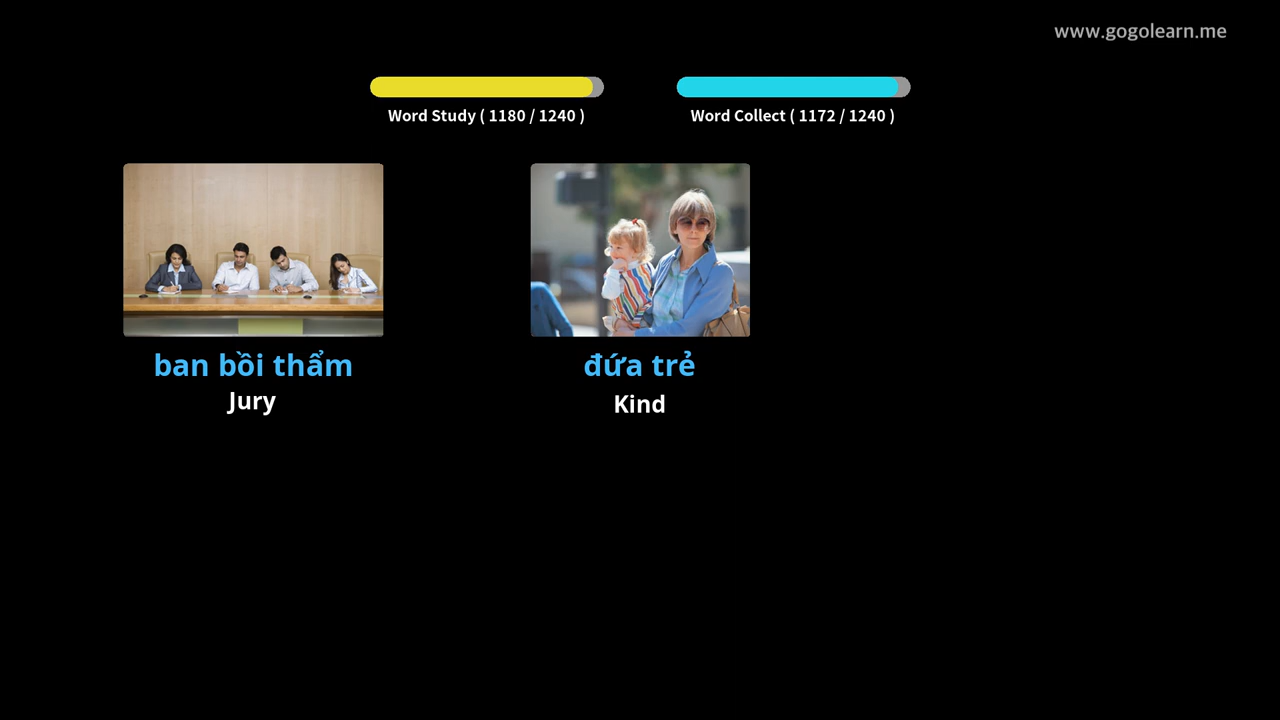 www.gogolearn.me
Word Study ( 1180 / 1240 )
Word Collect ( 1172 / 1240 )
ban bồi thẩm
Jury
đứa trẻ
Kind